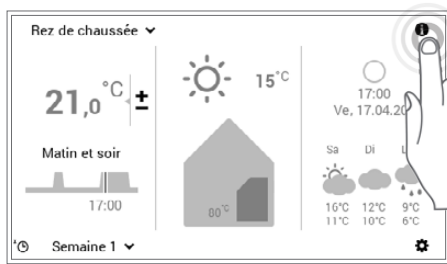 Rez de chaussée
21,0 °C ±
Matin et soir
17:00
Semaine 1
15°C
80°C
17:00
Ve, 17.04.20
Sa Di
16°C 12°C 9°C
11°C 10°C 6°C